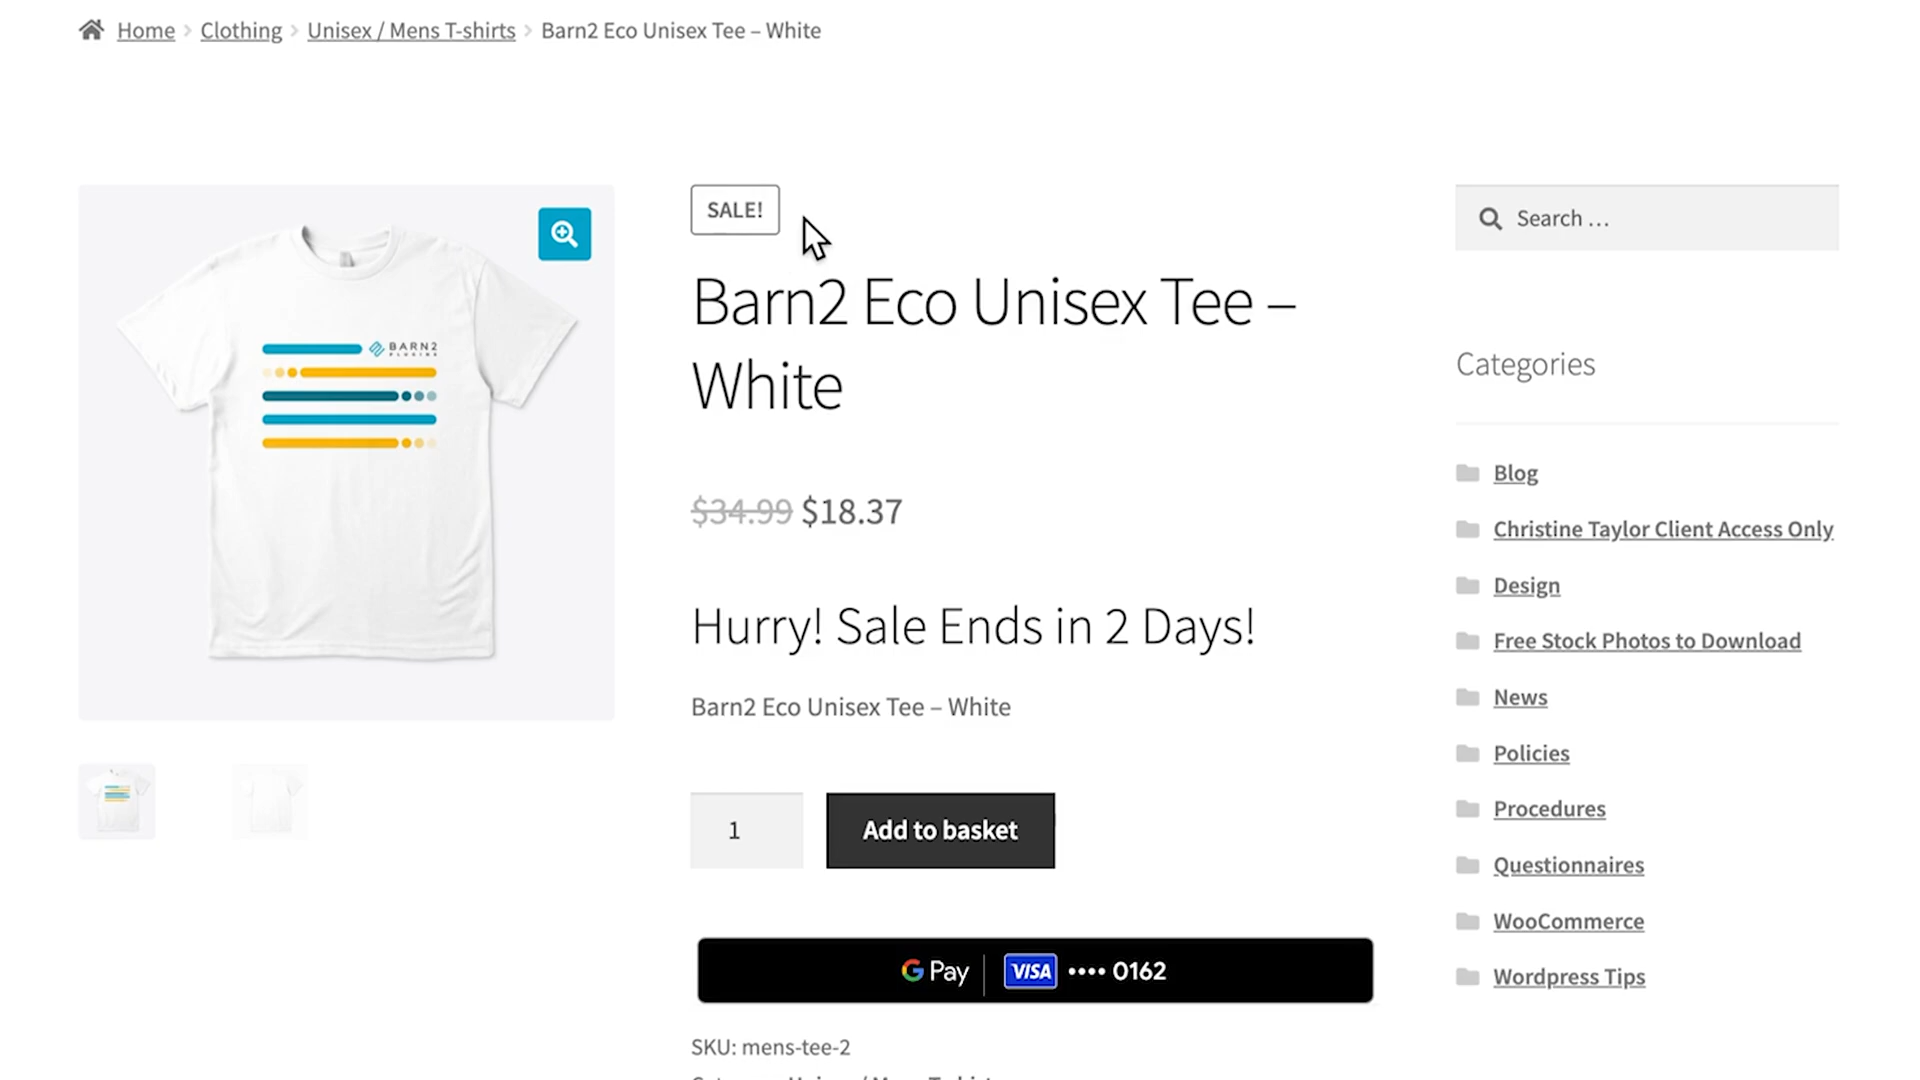 Home > Clothing > Unisex / Mens T-shirts > Barn2 Eco Unisex Tee – White
BARN2
PLUGINS
SALE!
Barn2 Eco Unisex Tee –
White
$34.99 $18.37
Hurry! Sale Ends in 2 Days!
Barn2 Eco Unisex Tee – White
1
Add to basket
G Pay | VISA •••• 0162
SKU: mens-tee-2
Search …
Categories
Blog
Christine Taylor Client Access Only
Design
Free Stock Photos to Download
News
Policies
Procedures
Questionnaires
WooCommerce
Wordpress Tips